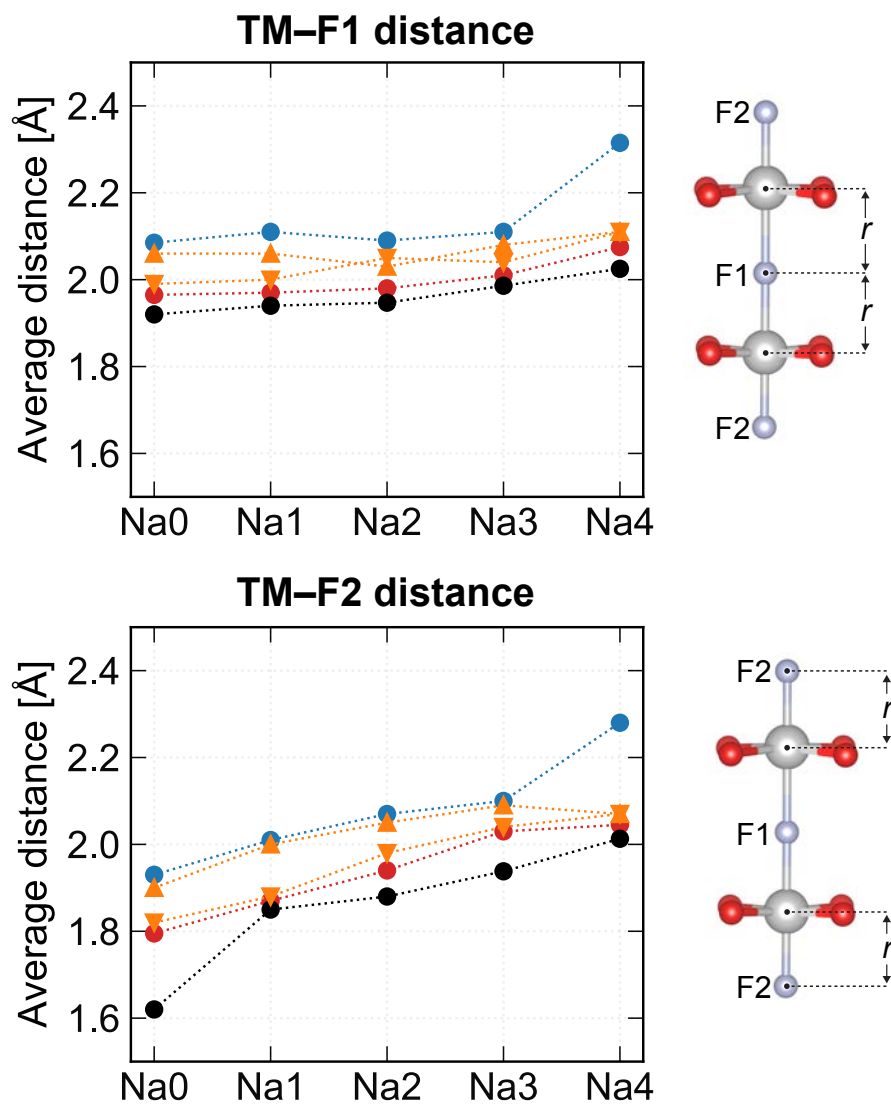 TM–F1 distance
Average distance [Å]
2.4
2.2
2.0
1.8
1.6
Na0 Na1 Na2 Na3 Na4
F2
r
F1
r
F2
TM–F2 distance
Average distance [Å]
2.4
2.2
2.0
1.8
1.6
Na0 Na1 Na2 Na3 Na4
F2
r
F1
r
F2